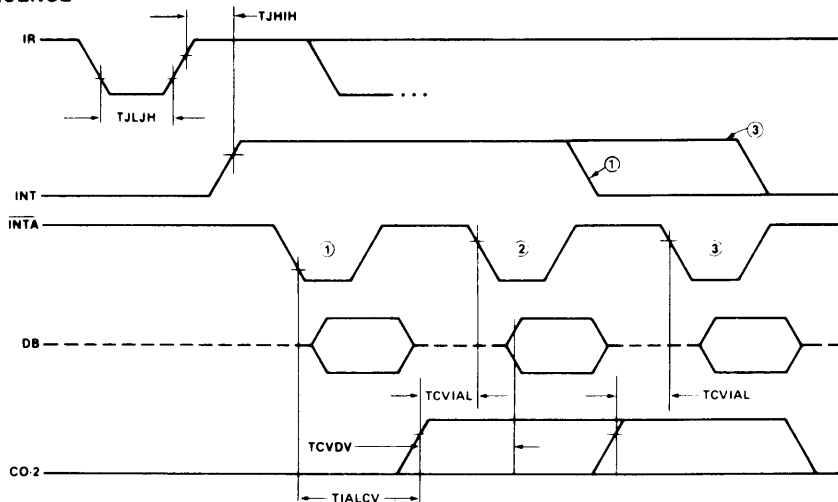 TJHIH
IR
TJLJH
...
③
①
INT
INTA
① ② ③
DB
TCVIAL TCVIAL
TCVDV
CO-2
TIALCV